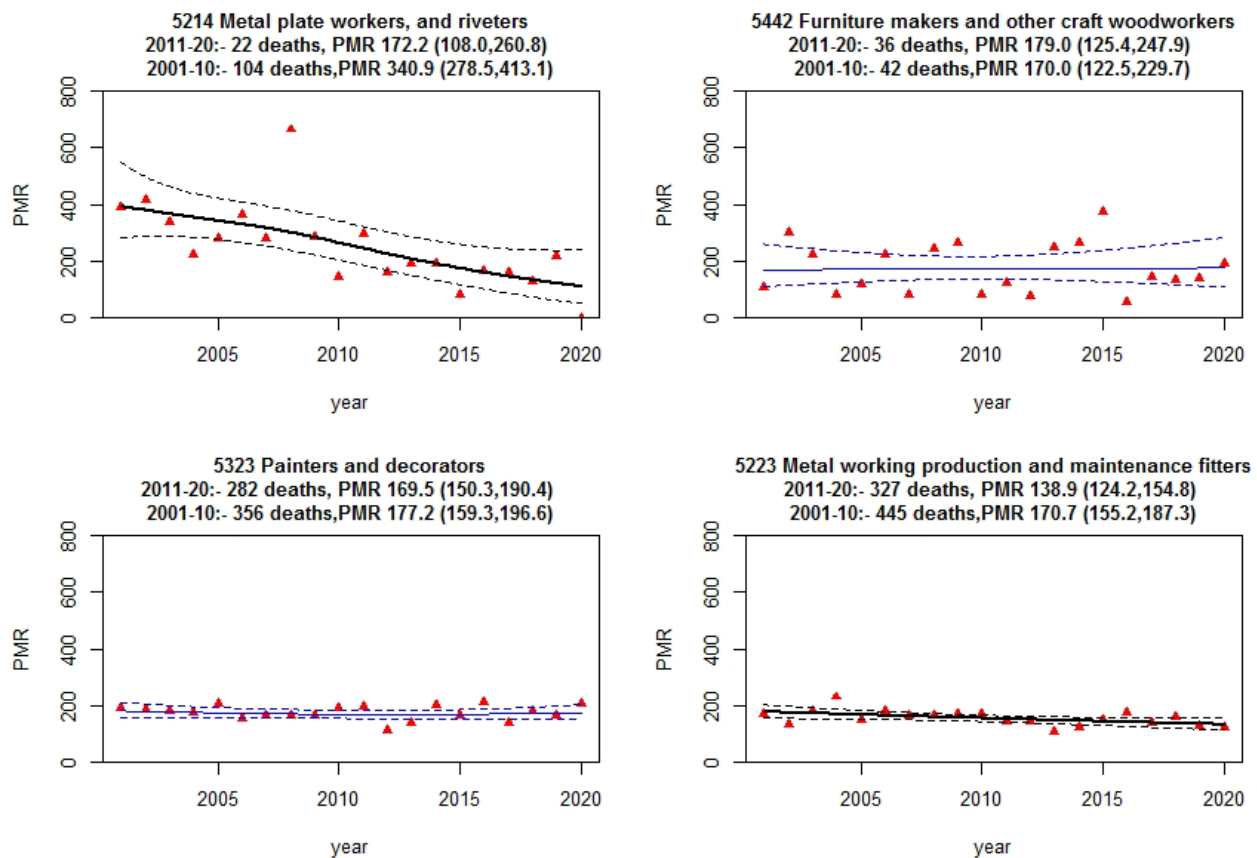 5214 Metal plate workers, and riveters
2011-20:- 22 deaths, PMR 172.2 (108.0,260.8)
2001-10:- 104 deaths,PMR 340.9 (278.5,413.1)
800
600
400
200
0
PMR
2005 2010 2015 2020
year
5442 Furniture makers and other craft woodworkers
2011-20:- 36 deaths, PMR 179.0 (125.4,247.9)
2001-10:- 42 deaths,PMR 170.0 (122.5,229.7)
800
600
400
200
0
PMR
2005 2010 2015 2020
year
5323 Painters and decorators
2011-20:- 282 deaths, PMR 169.5 (150.3,190.4)
2001-10:- 356 deaths,PMR 177.2 (159.3,196.6)
800
600
400
200
0
PMR
2005 2010 2015 2020
year
5223 Metal working production and maintenance fitters
2011-20:- 327 deaths, PMR 138.9 (124.2,154.8)
2001-10:- 445 deaths,PMR 170.7 (155.2,187.3)
800
600
400
200
0
PMR
2005 2010 2015 2020
year